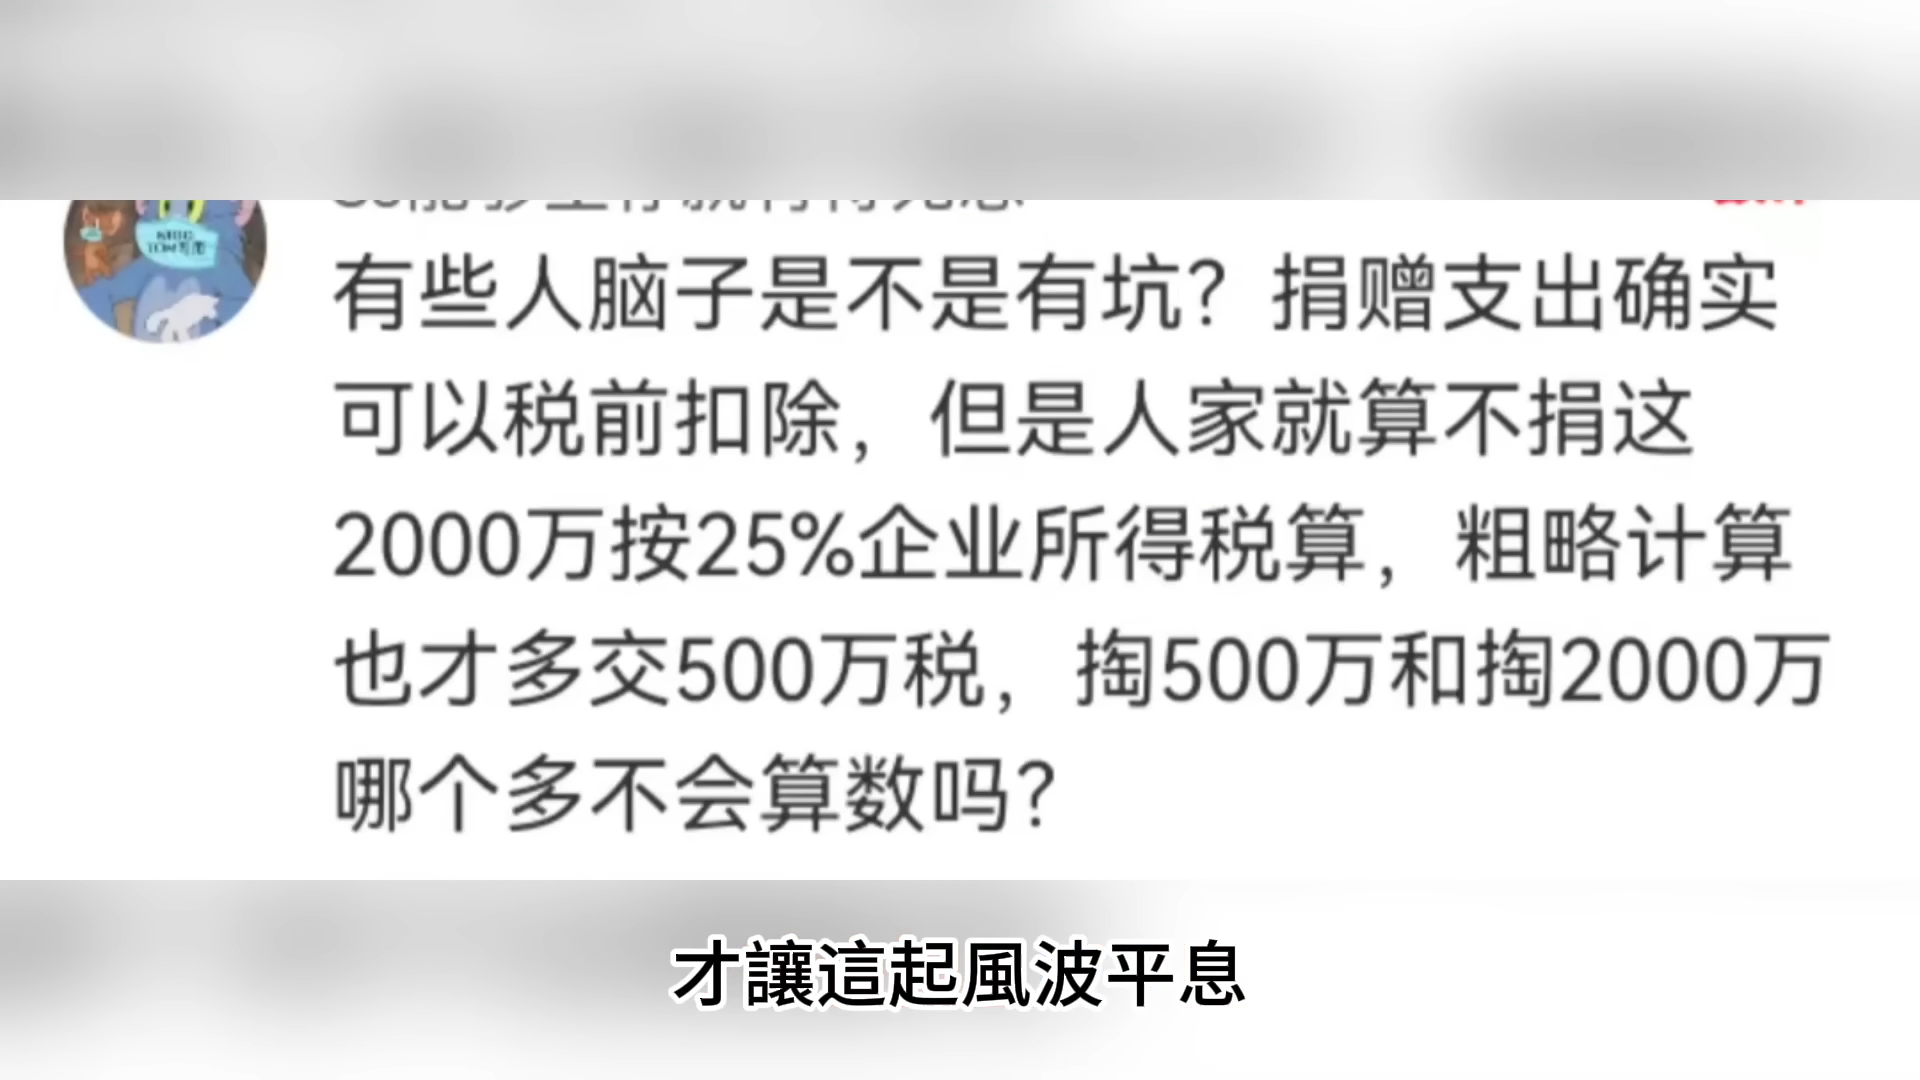 有些人脑子是不是有坑？捐赠支出确实
可以税前扣除，但是人家就算不捐这
2000万按25%企业所得税算，粗略计算
也才多交500万税，掏500万和掏2000万
哪个多不会算数吗？
才讓這起風波平息